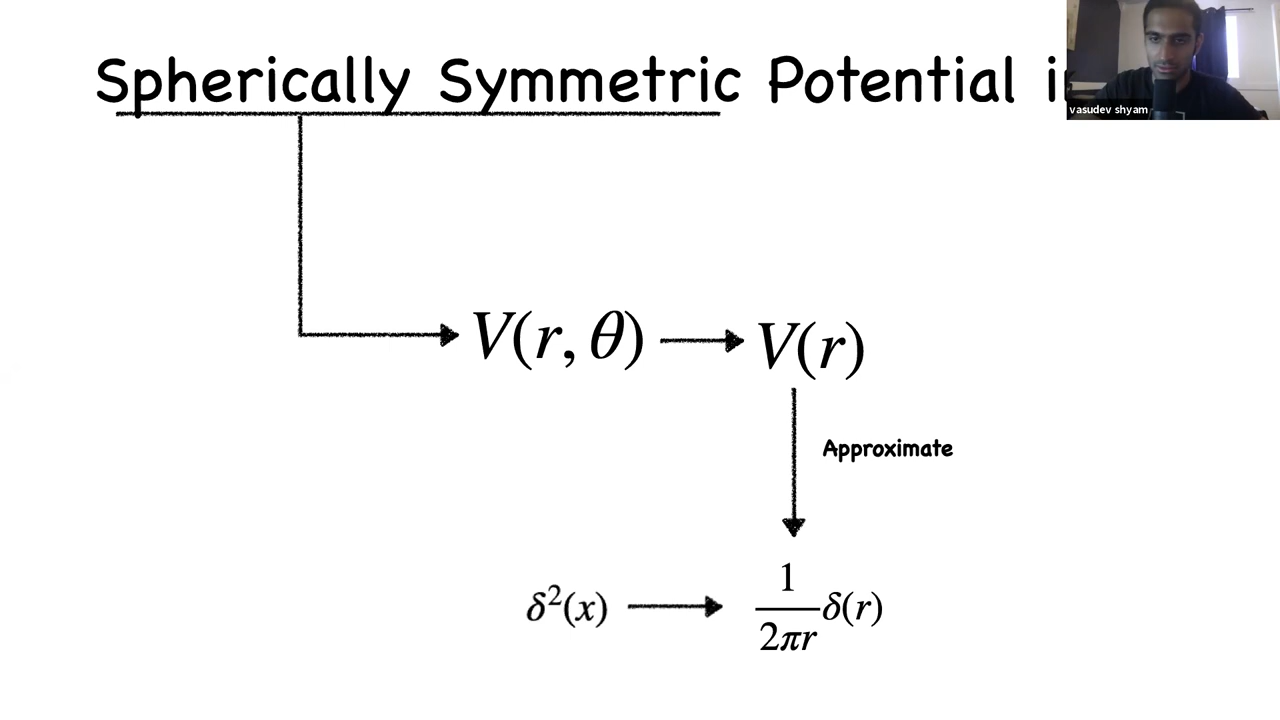 Spherically Symmetric Potential i
vasudev shyam
V(r, θ) → V(r)
Approximate
δ²(x) → 1/2πr δ(r)